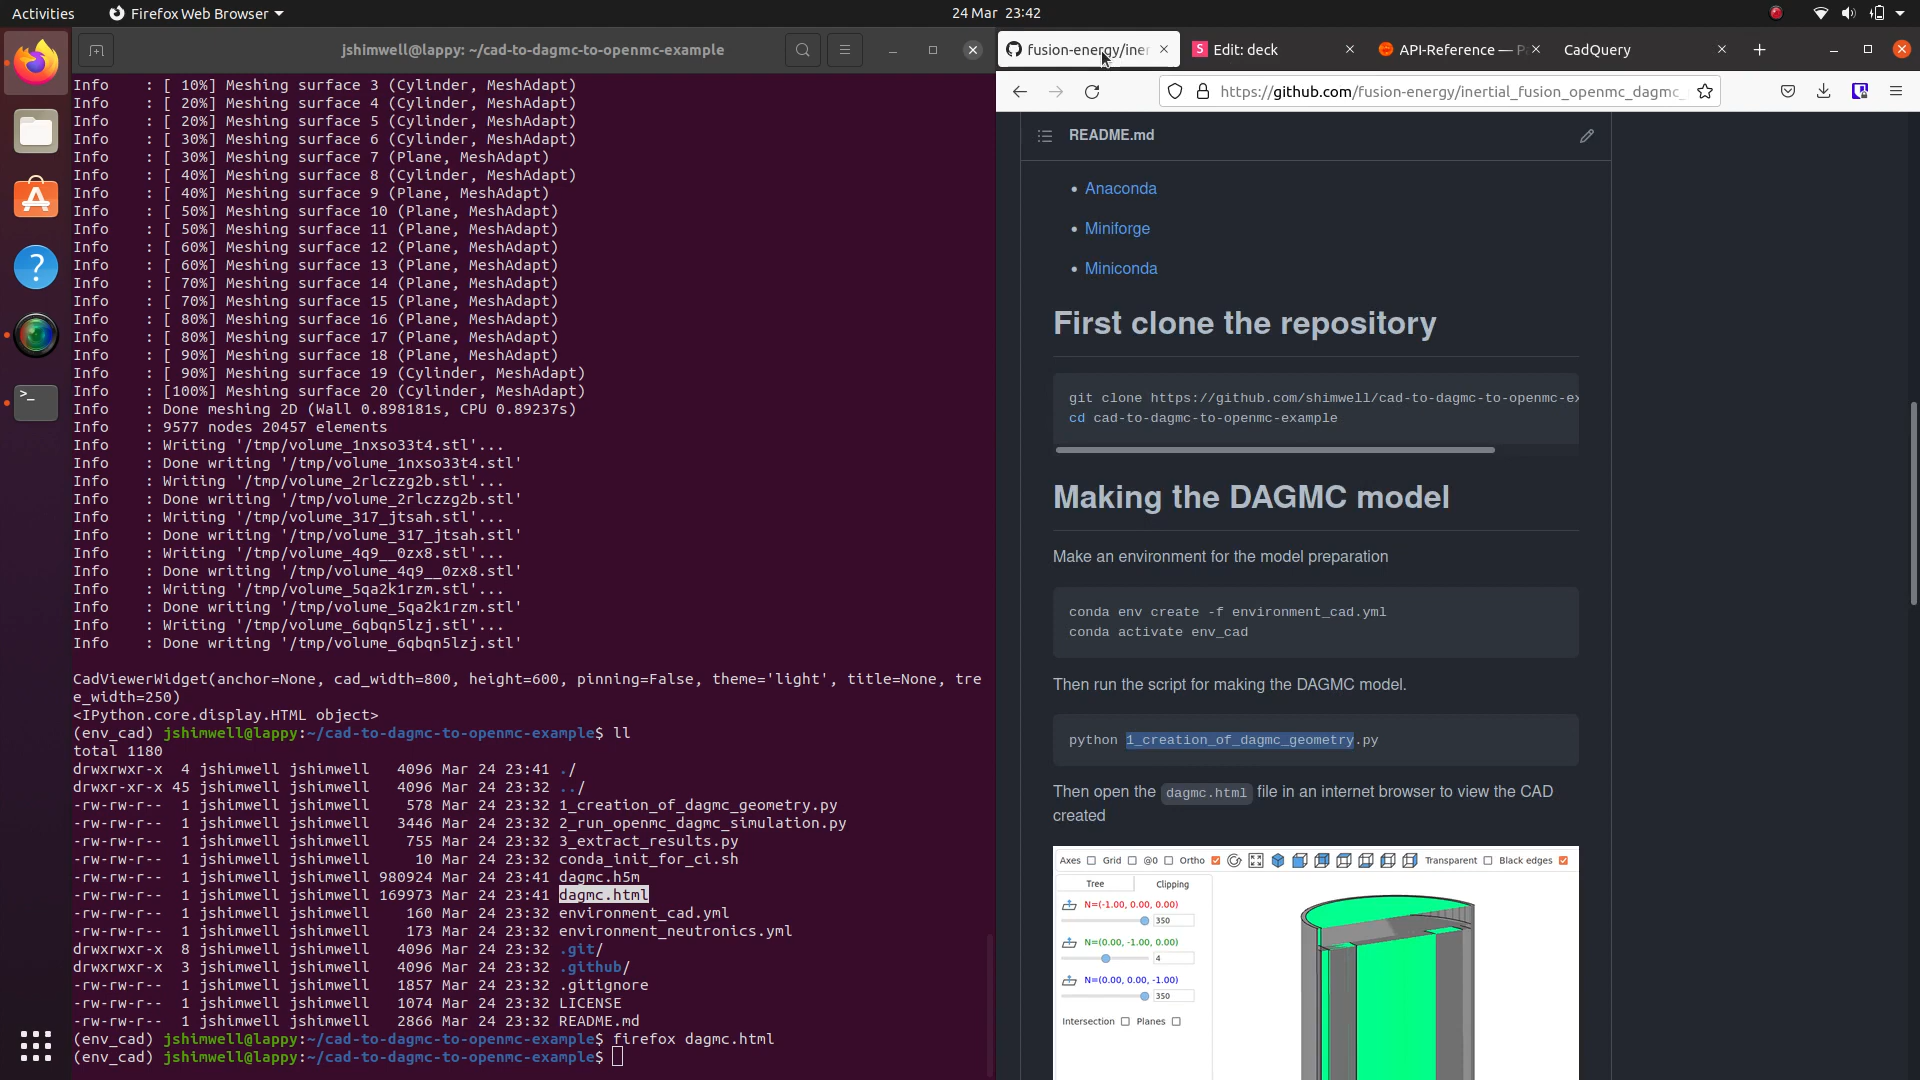 Activities
Firefox Web Browser
24 Mar 23:42
jshimwell@lappy: ~/cad-to-dagmc-to-openmc-example
Info    : [ 10%] Meshing surface 3 (Cylinder, MeshAdapt)
Info    : [ 20%] Meshing surface 4 (Cylinder, MeshAdapt)
Info    : [ 20%] Meshing surface 5 (Cylinder, MeshAdapt)
Info    : [ 30%] Meshing surface 6 (Cylinder, MeshAdapt)
Info    : [ 30%] Meshing surface 7 (Plane, MeshAdapt)
Info    : [ 40%] Meshing surface 8 (Cylinder, MeshAdapt)
Info    : [ 40%] Meshing surface 9 (Plane, MeshAdapt)
Info    : [ 50%] Meshing surface 10 (Plane, MeshAdapt)
Info    : [ 50%] Meshing surface 11 (Plane, MeshAdapt)
Info    : [ 60%] Meshing surface 12 (Plane, MeshAdapt)
Info    : [ 60%] Meshing surface 13 (Plane, MeshAdapt)
Info    : [ 70%] Meshing surface 14 (Plane, MeshAdapt)
Info    : [ 70%] Meshing surface 15 (Plane, MeshAdapt)
Info    : [ 80%] Meshing surface 16 (Plane, MeshAdapt)
Info    : [ 80%] Meshing surface 17 (Plane, MeshAdapt)
Info    : [ 90%] Meshing surface 18 (Plane, MeshAdapt)
Info    : [ 90%] Meshing surface 19 (Cylinder, MeshAdapt)
Info    : [100%] Meshing surface 20 (Cylinder, MeshAdapt)
Info    : Done meshing 2D (Wall 0.898181s, CPU 0.89237s)
Info    : 9577 nodes 20457 elements
Info    : Writing '/tmp/volume_1nxso33t4.stl'...
Info    : Done writing '/tmp/volume_1nxso33t4.stl'
Info    : Writing '/tmp/volume_2rlczzg2b.stl'...
Info    : Done writing '/tmp/volume_2rlczzg2b.stl'
Info    : Writing '/tmp/volume_317_jtsah.stl'...
Info    : Done writing '/tmp/volume_317_jtsah.stl'
Info    : Writing '/tmp/volume_4q9__0zx8.stl'...
Info    : Done writing '/tmp/volume_4q9__0zx8.stl'
Info    : Writing '/tmp/volume_5qa2k1rzm.stl'...
Info    : Done writing '/tmp/volume_5qa2k1rzm.stl'
Info    : Writing '/tmp/volume_6qbqn5lzj.stl'...
Info    : Done writing '/tmp/volume_6qbqn5lzj.stl'
CadViewerWidget(anchor=None, cad_width=800, height=600, pinning=False, theme='light', title=None, tre
e_width=250)
<IPython.core.display.HTML object>
(env_cad) jshimwell@lappy:~/cad-to-dagmc-to-openmc-example$ ll
total 1180
drwxrwxr-x  4 jshimwell jshimwell   4096 Mar 24 23:41 ./
drwxr-xr-x 45 jshimwell jshimwell   4096 Mar 24 23:32 ../
-rw-rw-r--  1 jshimwell jshimwell    578 Mar 24 23:32 1_creation_of_dagmc_geometry.py
-rw-rw-r--  1 jshimwell jshimwell   3446 Mar 24 23:32 2_run_openmc_dagmc_simulation.py
-rw-rw-r--  1 jshimwell jshimwell    755 Mar 24 23:32 3_extract_results.py
-rw-rw-r--  1 jshimwell jshimwell     10 Mar 24 23:32 conda_init_for_ci.sh
-rw-rw-r--  1 jshimwell jshimwell 980924 Mar 24 23:41 dagmc.h5m
-rw-rw-r--  1 jshimwell jshimwell 169973 Mar 24 23:41 dagmc.html
-rw-rw-r--  1 jshimwell jshimwell    160 Mar 24 23:32 environment_cad.yml
-rw-rw-r--  1 jshimwell jshimwell    173 Mar 24 23:32 environment_neutronics.yml
drwxrwxr-x  8 jshimwell jshimwell   4096 Mar 24 23:32 .git/
drwxrwxr-x  3 jshimwell jshimwell   4096 Mar 24 23:32 .github/
-rw-rw-r--  1 jshimwell jshimwell   1857 Mar 24 23:32 .gitignore
-rw-rw-r--  1 jshimwell jshimwell   1074 Mar 24 23:32 LICENSE
-rw-rw-r--  1 jshimwell jshimwell   2866 Mar 24 23:32 README.md
(env_cad) jshimwell@lappy:~/cad-to-dagmc-to-openmc-example$ firefox dagmc.html
(env_cad) jshimwell@lappy:~/cad-to-dagmc-to-openmc-example$
fusion-energy/iner
Edit: deck
API-Reference — P
CadQuery
https://github.com/fusion-energy/inertial_fusion_openmc_dagmc_
README.md
Anaconda
Miniforge
Miniconda
First clone the repository
git clone https://github.com/shimwell/cad-to-dagmc-to-openmc-ex
cd cad-to-dagmc-to-openmc-example
Making the DAGMC model
Make an environment for the model preparation
conda env create -f environment_cad.yml
conda activate env_cad
Then run the script for making the DAGMC model.
python 1_creation_of_dagmc_geometry.py
Then open the dagmc.html file in an internet browser to view the CAD
created
Axes Grid @0 Ortho Transparent Black edges
Tree Clipping
N=(-1.00, 0.00, 0.00)
350
N=(0.00, -1.00, 0.00)
4
N=(0.00, 0.00, -1.00)
350
Intersection Planes